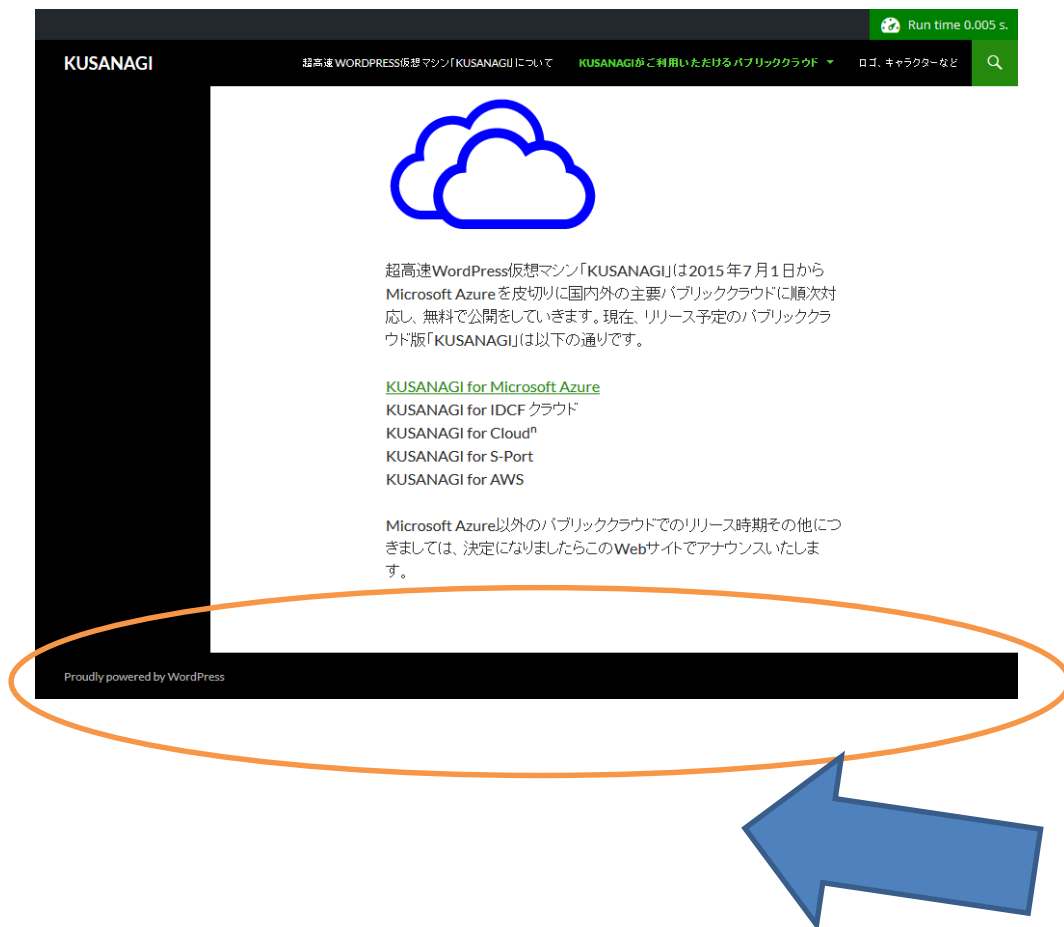 Run time 0.005 s.
KUSANAGI
超高速WORDPRESS仮想マシン「KUSANAGI」について
KUSANAGIがご利用いただけるパブリッククラウド
ロゴ、キャラクターなど
超高速WordPress仮想マシン「KUSANAGI」は2015年7月1日から
Microsoft Azureを皮切りに国内外の主要パブリッククラウドに順次対
応し、無料で公開をしていきます。現在、リリース予定のパブリッククラ
ウド版「KUSANAGI」は以下の通りです。
KUSANAGI for Microsoft Azure
KUSANAGI for IDCF クラウド
KUSANAGI for Cloudⁿ
KUSANAGI for S-Port
KUSANAGI for AWS
Microsoft Azure以外のパブリッククラウドでのリリース時期その他につ
きましては、決定になりましたらこのWebサイトでアナウンスいたしま
す。
Proudly powered by WordPress